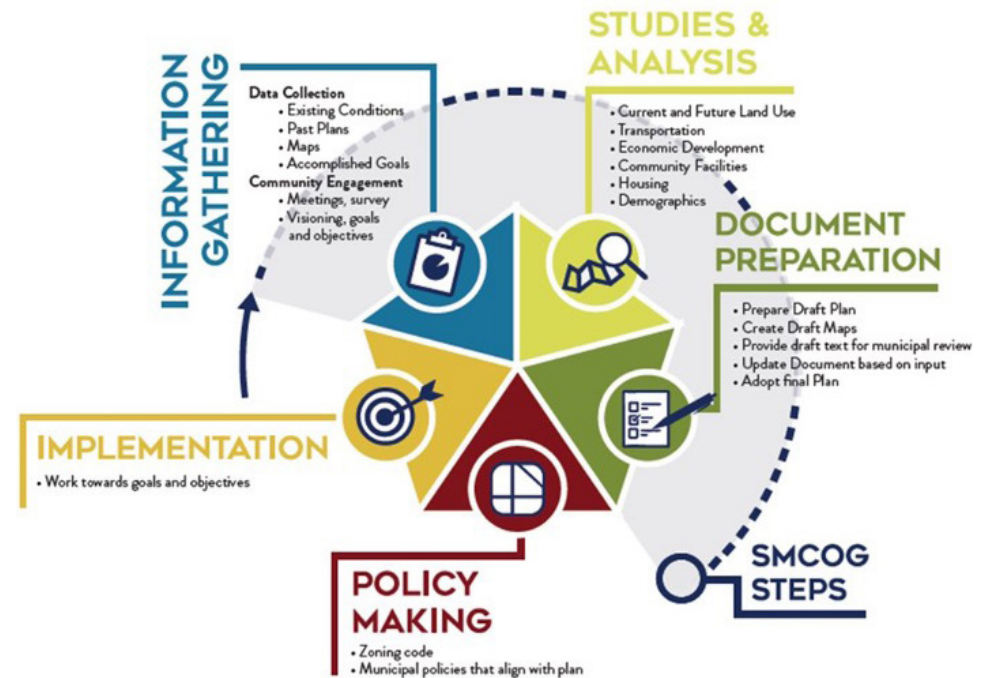 INFORMATION
GATHERING
Data Collection
• Existing Conditions
• Past Plans
• Maps
• Accomplished Goals
Community Engagement
• Meetings, survey
• Visioning, goals
and objectives
STUDIES &
ANALYSIS
• Current and Future Land Use
• Transportation
• Economic Development
• Community Facilities
• Housing
• Demographics
DOCUMENT
PREPARATION
• Prepare Draft Plan
• Create Draft Maps
• Provide draft text for municipal review
• Update Document based on input
• Adopt final Plan
SMCOG
STEPS
POLICY
MAKING
• Zoning code
• Municipal policies that align with plan
IMPLEMENTATION
• Work towards goals and objectives